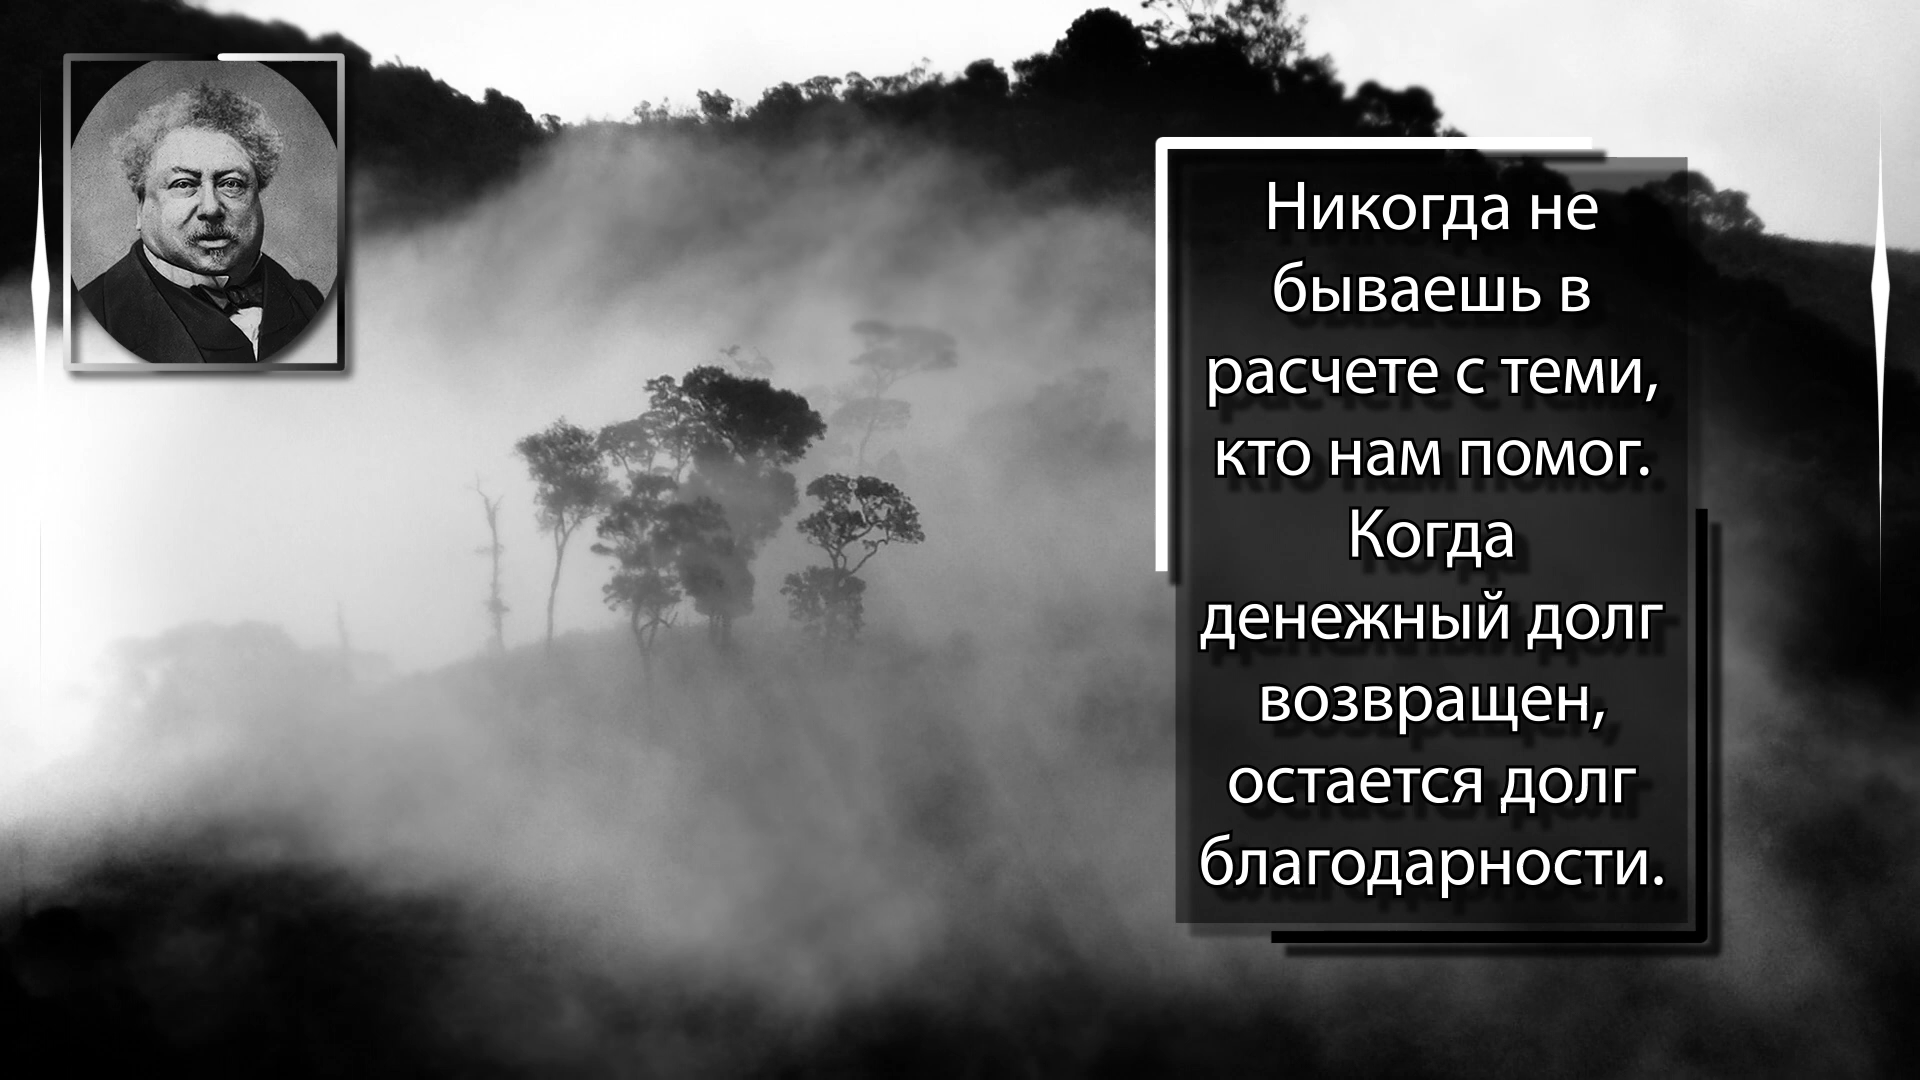 Никогда не
бываешь в
расчете с теми,
кто нам помог.
Когда
денежный долг
возвращен,
остается долг
благодарности.